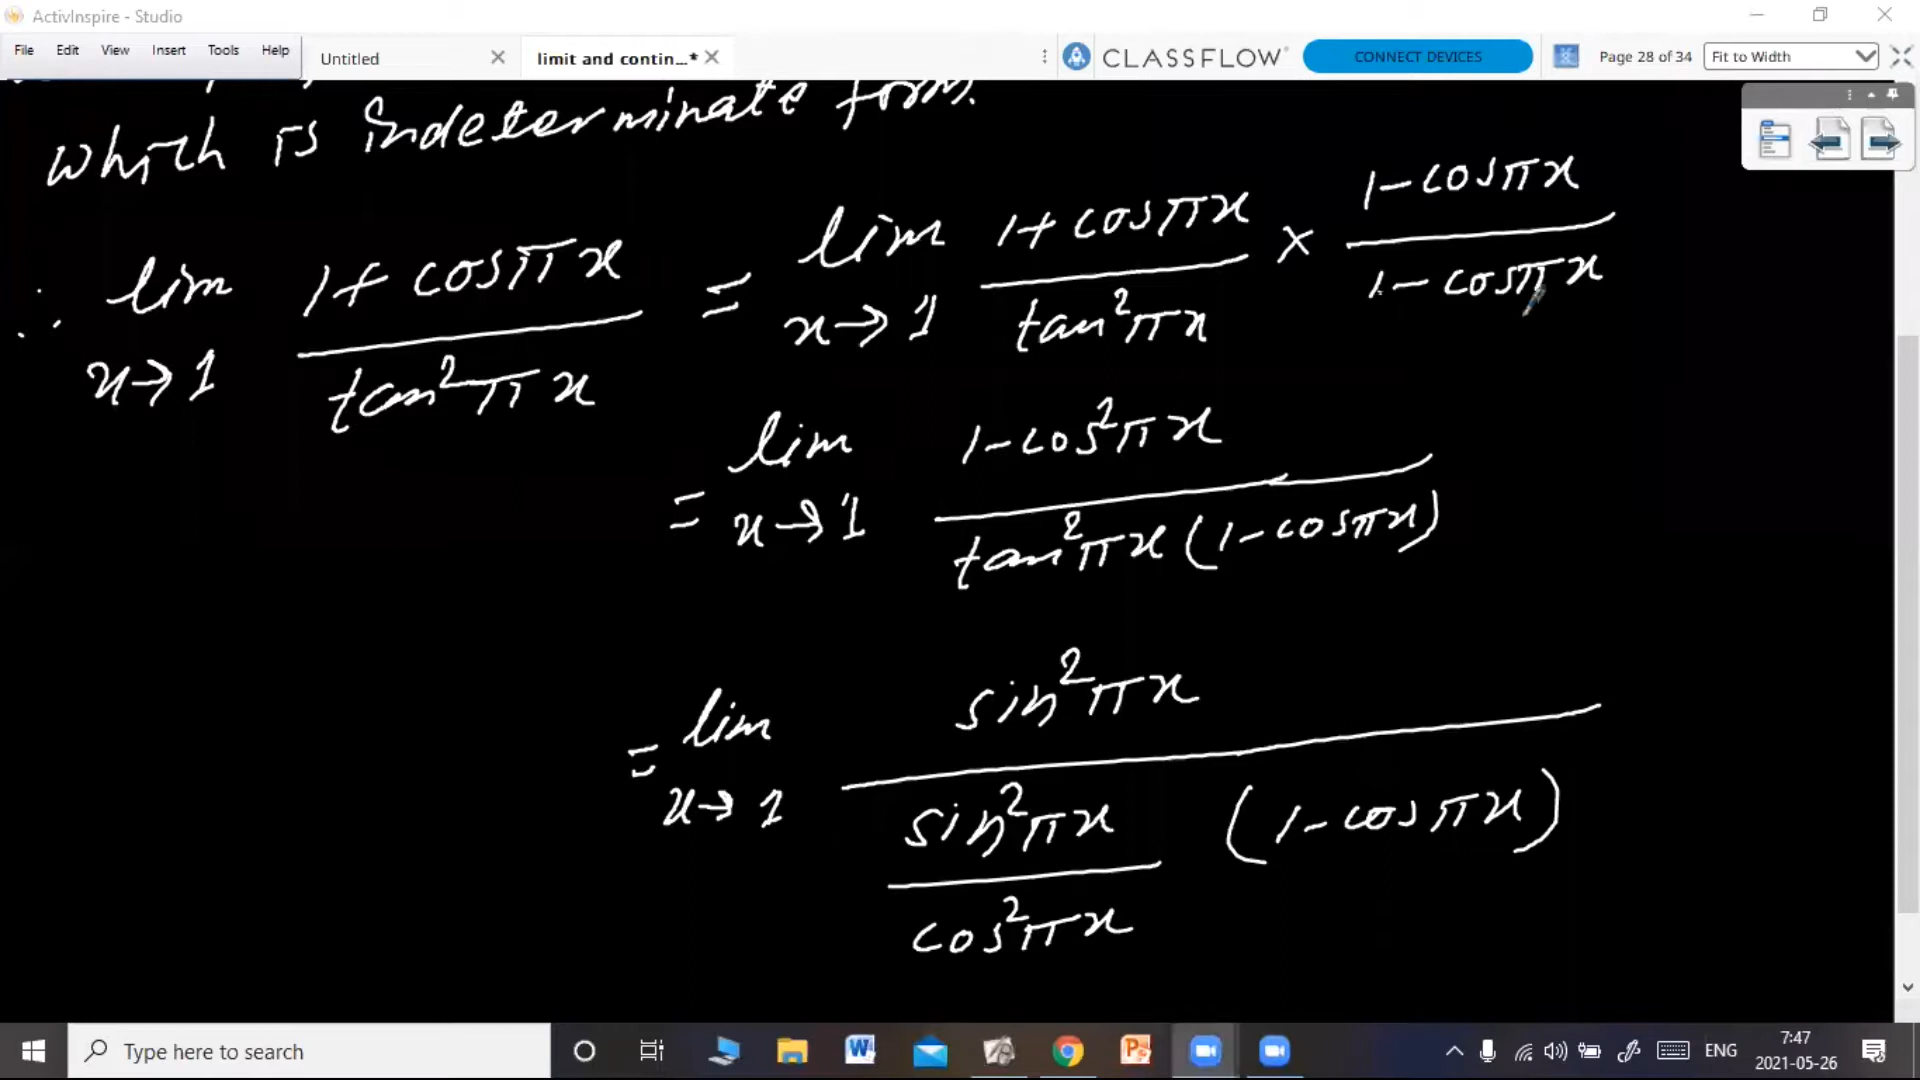 ActivInspire - Studio
File Edit View Insert Tools Help
Untitled
limit and contin...*
CLASSFLOW
CONNECT DEVICES
Page 28 of 34
Fit to Width
which is indeterminate form.
∴ lim x→1 (1+cosπx)/(tan²πx) = lim x→1 (1+cosπx)/(tan²πx) × (1-cosπx)/(1-cosπx)
= lim x→1 (1-cos²πx)/(tan²πx(1-cosπx))
= lim x→1 (sin²πx)/((sin²πx)/(cos²πx) (1-cosπx))
Type here to search
ENG
7:47
2021-05-26